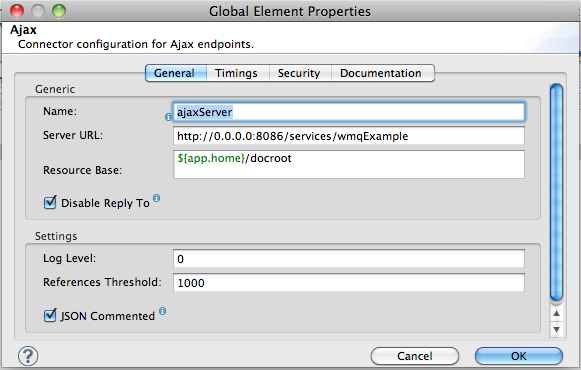 Global Element Properties
Ajax
Connector configuration for Ajax endpoints.
General Timings Security Documentation
Generic
Name: ajaxServer
Server URL: http://0.0.0.0:8086/services/wmqExample
Resource Base: ${app.home}/docroot
Disable Reply To
Settings
Log Level: 0
References Threshold: 1000
JSON Commented
? Cancel OK